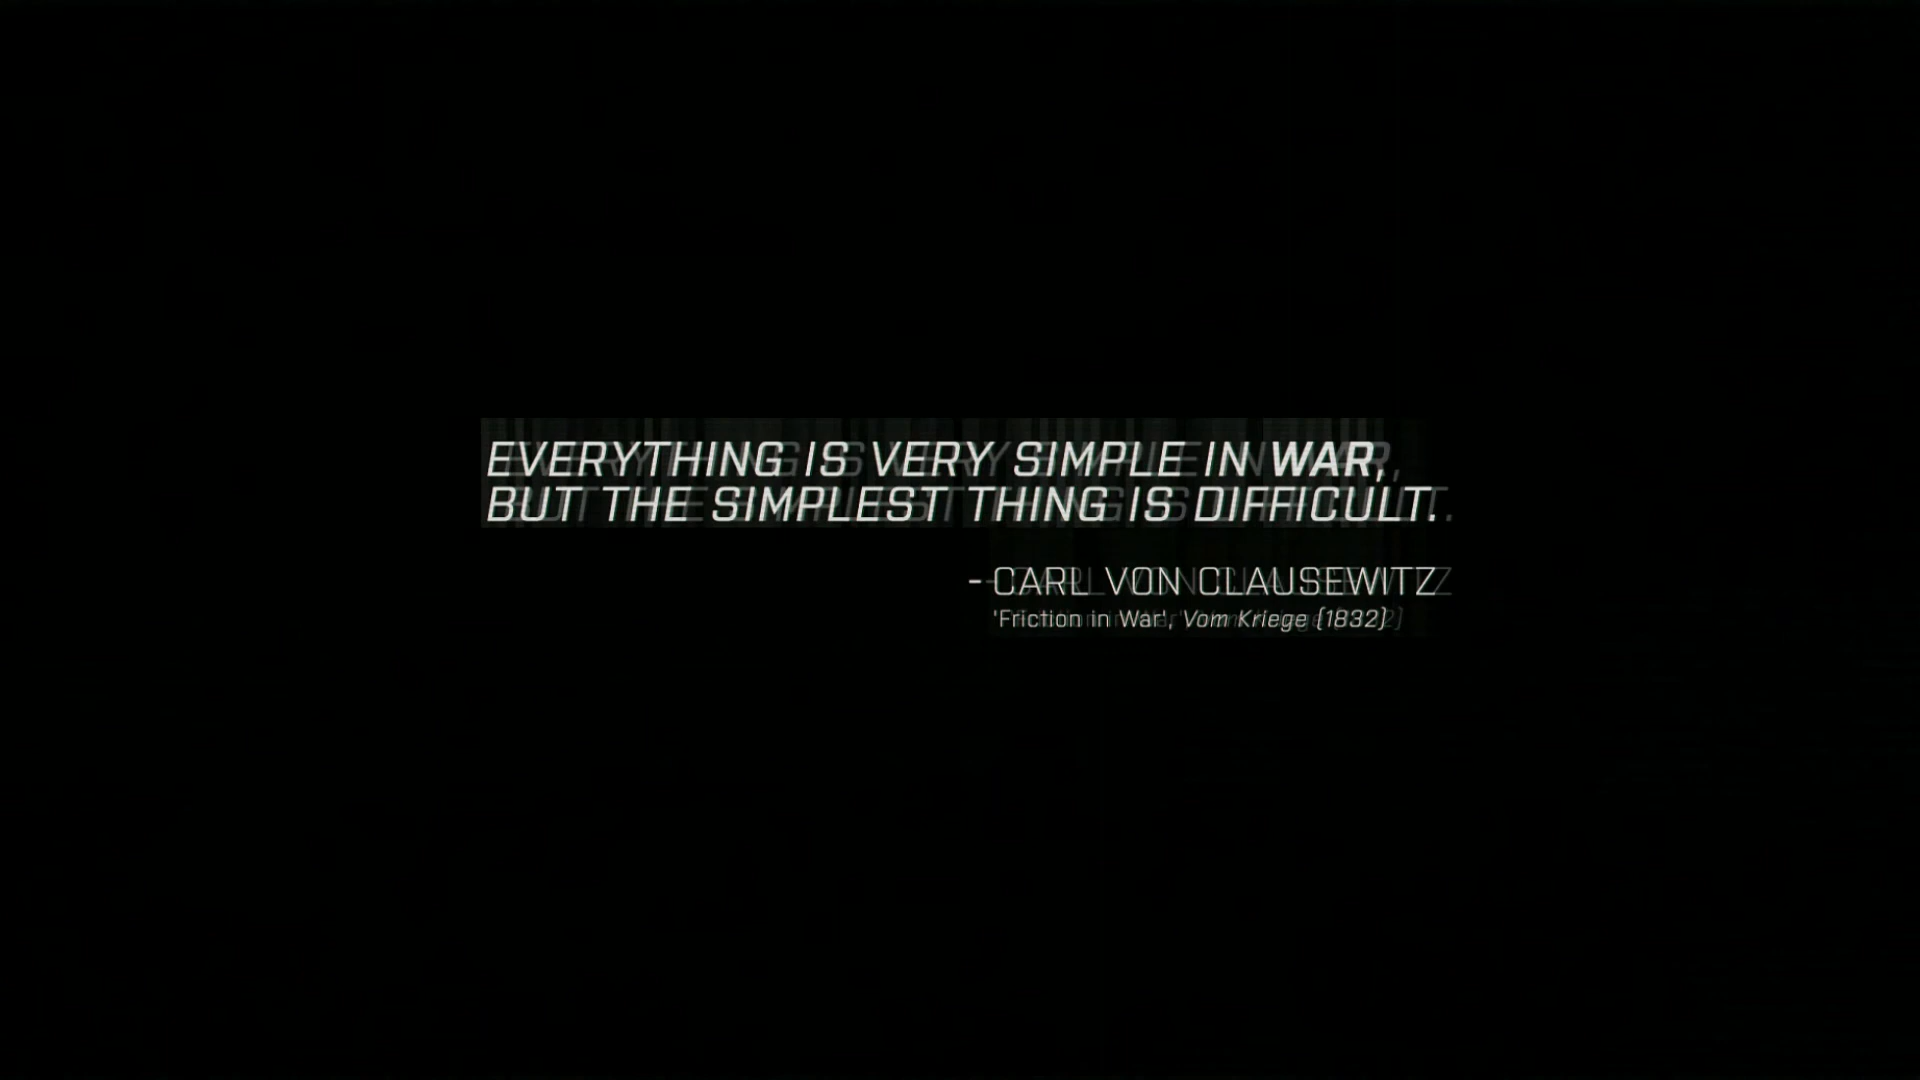 EVERYTHING IS VERY SIMPLE IN WAR,
BUT THE SIMPLEST THING IS DIFFICULT.
- CARL VON CLAUSEWITZ
'Friction in War', Vom Kriege (1832)